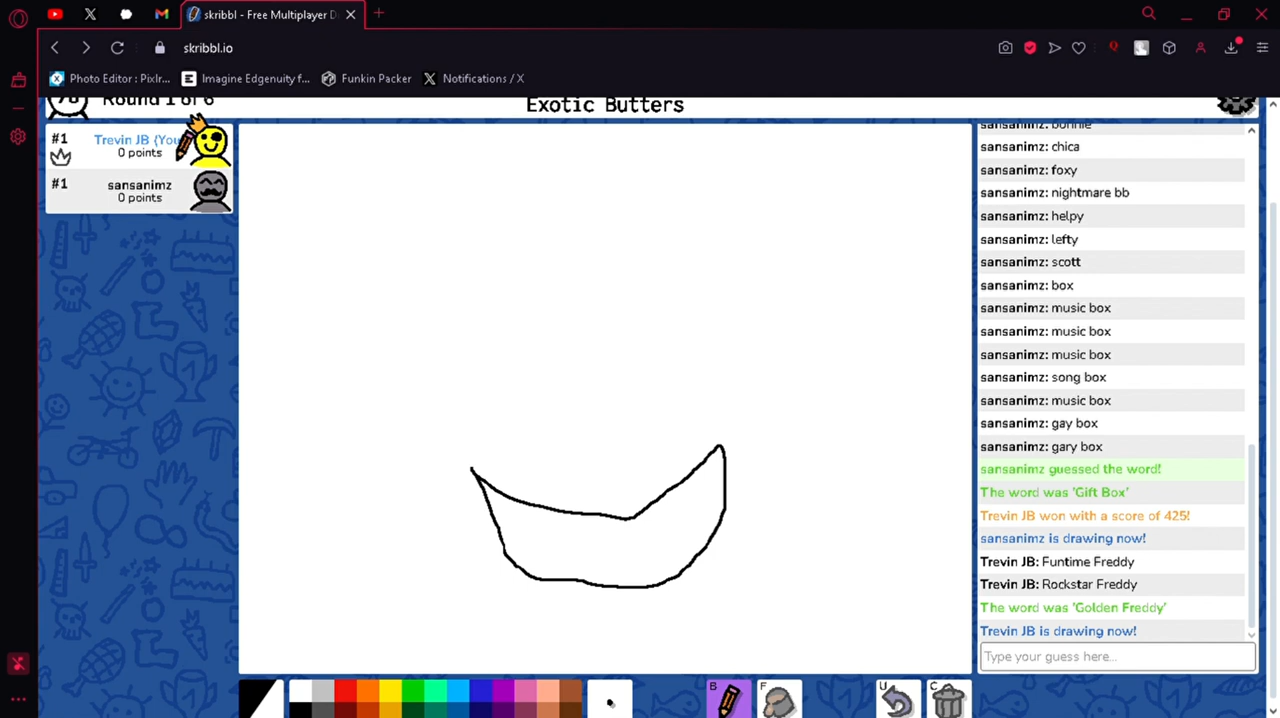 skribbl - Free Multiplayer D
skribbl.io
Photo Editor : Pixlr... Imagine Edgenuity f... Funkin Packer Notifications / X
Round 1 of 6
Exotic Butters
#1 Trevin JB (You
0 points
#1 sansanimz
0 points
sansanimz: bonnie
sansanimz: chica
sansanimz: foxy
sansanimz: nightmare bb
sansanimz: helpy
sansanimz: lefty
sansanimz: scott
sansanimz: box
sansanimz: music box
sansanimz: music box
sansanimz: music box
sansanimz: song box
sansanimz: music box
sansanimz: gay box
sansanimz: gary box
sansanimz guessed the word!
The word was 'Gift Box'
Trevin JB won with a score of 425!
sansanimz is drawing now!
Trevin JB: Funtime Freddy
Trevin JB: Rockstar Freddy
The word was 'Golden Freddy'
Trevin JB is drawing now!
Type your guess here...
B F U C